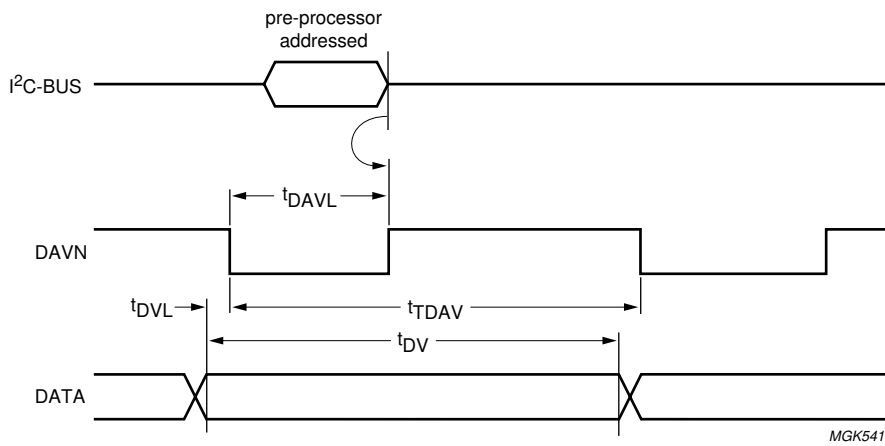 pre-processor
addressed
I²C-BUS
tDAVL
DAVN
tDVL
tTDAV
tDV
DATA
MGK541